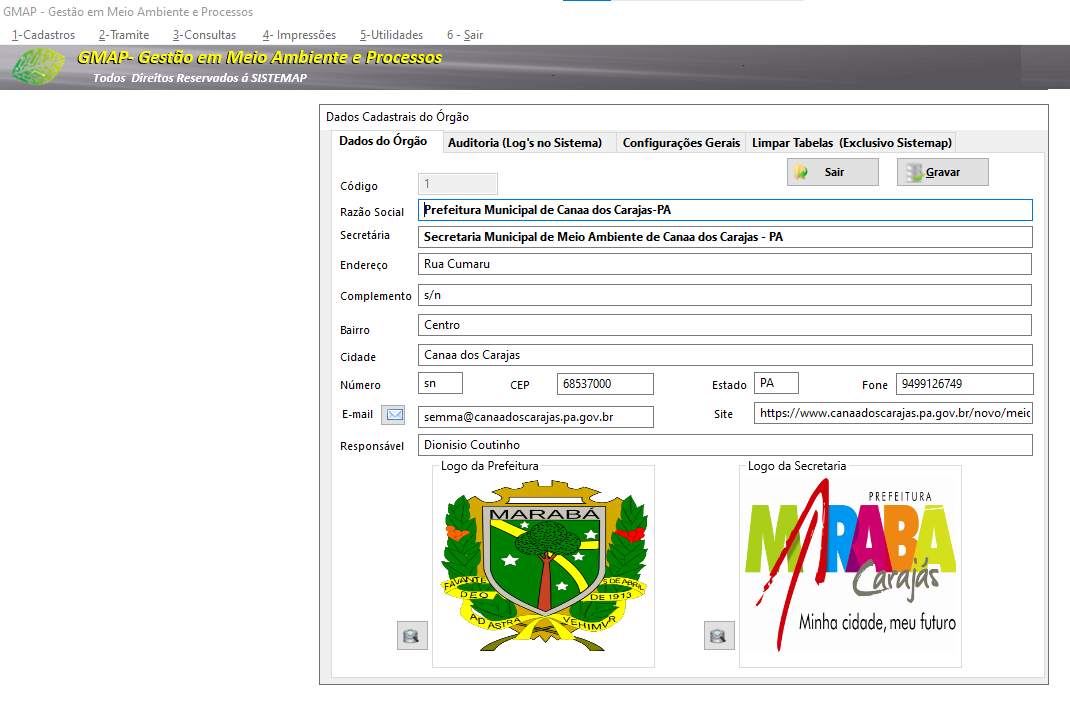 GMAP - Gestão em Meio Ambiente e Processos
1-Cadastros 2-Tramite 3-Consultas 4- Impressões 5-Utilidades 6 - Sair
GMAP- Gestão em Meio Ambiente e Processos
Todos Direitos Reservados á SISTEMAP
Dados Cadastrais do Órgão
Dados do Órgão Auditoria (Log's no Sistema) Configurações Gerais Limpar Tabelas (Exclusivo Sistemap)
Sair Gravar
Código 1
Razão Social Prefeitura Municipal de Canaa dos Carajas-PA
Secretária Secretaria Municipal de Meio Ambiente de Canaa dos Carajas - PA
Endereço Rua Cumaru
Complemento s/n
Bairro Centro
Cidade Canaa dos Carajas
Número sn CEP 68537000 Estado PA Fone 9499126749
E-mail semma@canaadoscarajas.pa.gov.br Site https://www.canaadoscarajas.pa.gov.br/novo/meic
Responsável Dionisio Coutinho
Logo da Prefeitura Logo da Secretaria
MARABÁ
FAVANTE
DEO
5 DE ABRIL
DE 1913
AD ASTRA
VEHIMVR
PREFEITURA
MARABÁ
Carajás
Minha cidade, meu futuro